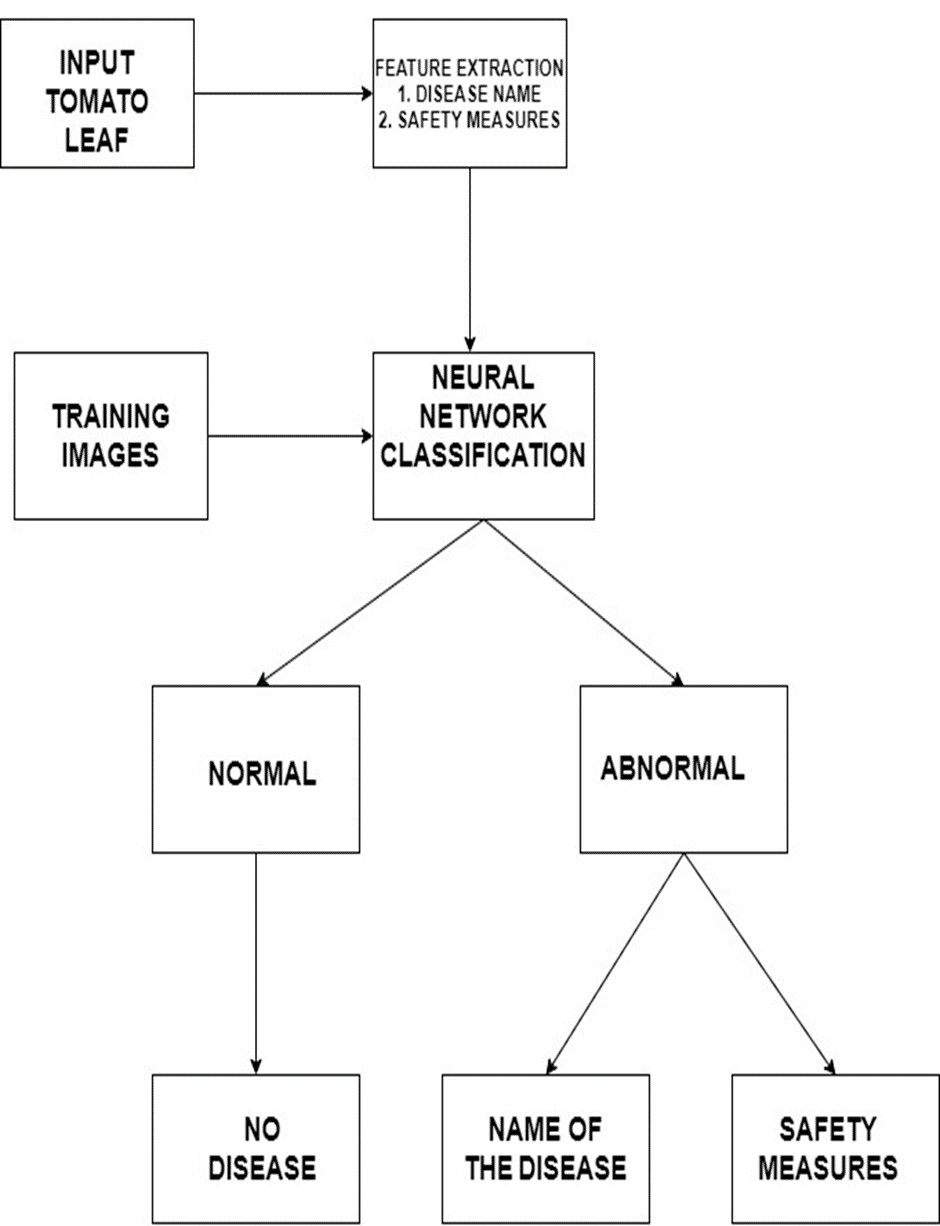 INPUT
TOMATO
LEAF
FEATURE EXTRACTION
1. DISEASE NAME
2. SAFETY MEASURES
TRAINING
IMAGES
NEURAL
NETWORK
CLASSIFICATION
NORMAL
ABNORMAL
NO
DISEASE
NAME OF
THE DISEASE
SAFETY
MEASURES